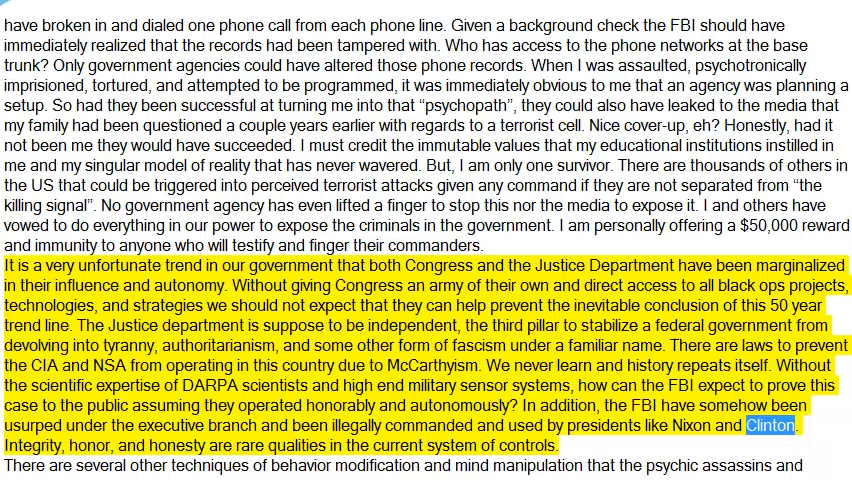 have broken in and dialed one phone call from each phone line. Given a background check the FBI should have
immediately realized that the records had been tampered with. Who has access to the phone networks at the base
trunk? Only government agencies could have altered those phone records. When I was assaulted, psychotronically
imprisioned, tortured, and attempted to be programmed, it was immediately obvious to me that an agency was planning a
setup. So had they been successful at turning me into that “psychopath”, they could also have leaked to the media that
my family had been questioned a couple years earlier with regards to a terrorist cell. Nice cover-up, eh? Honestly, had it
not been me they would have succeeded. I must credit the immutable values that my educational institutions instilled in
me and my singular model of reality that has never wavered. But, I am only one survivor. There are thousands of others in
the US that could be triggered into perceived terrorist attacks given any command if they are not separated from “the
killing signal”. No government agency has even lifted a finger to stop this nor the media to expose it. I and others have
vowed to do everything in our power to expose the criminals in the government. I am personally offering a $50,000 reward
and immunity to anyone who will testify and finger their commanders.
It is a very unfortunate trend in our government that both Congress and the Justice Department have been marginalized
in their influence and autonomy. Without giving Congress an army of their own and direct access to all black ops projects,
technologies, and strategies we should not expect that they can help prevent the inevitable conclusion of this 50 year
trend line. The Justice department is suppose to be independent, the third pillar to stabilize a federal government from
devolving into tyranny, authoritarianism, and some other form of fascism under a familiar name. There are laws to prevent
the CIA and NSA from operating in this country due to McCarthyism. We never learn and history repeats itself. Without
the scientific expertise of DARPA scientists and high end military sensor systems, how can the FBI expect to prove this
case to the public assuming they operated honorably and autonomously? In addition, the FBI have somehow been
usurped under the executive branch and been illegally commanded and used by presidents like Nixon and Clinton.
Integrity, honor, and honesty are rare qualities in the current system of controls.
There are several other techniques of behavior modification and mind manipulation that the psychic assassins and